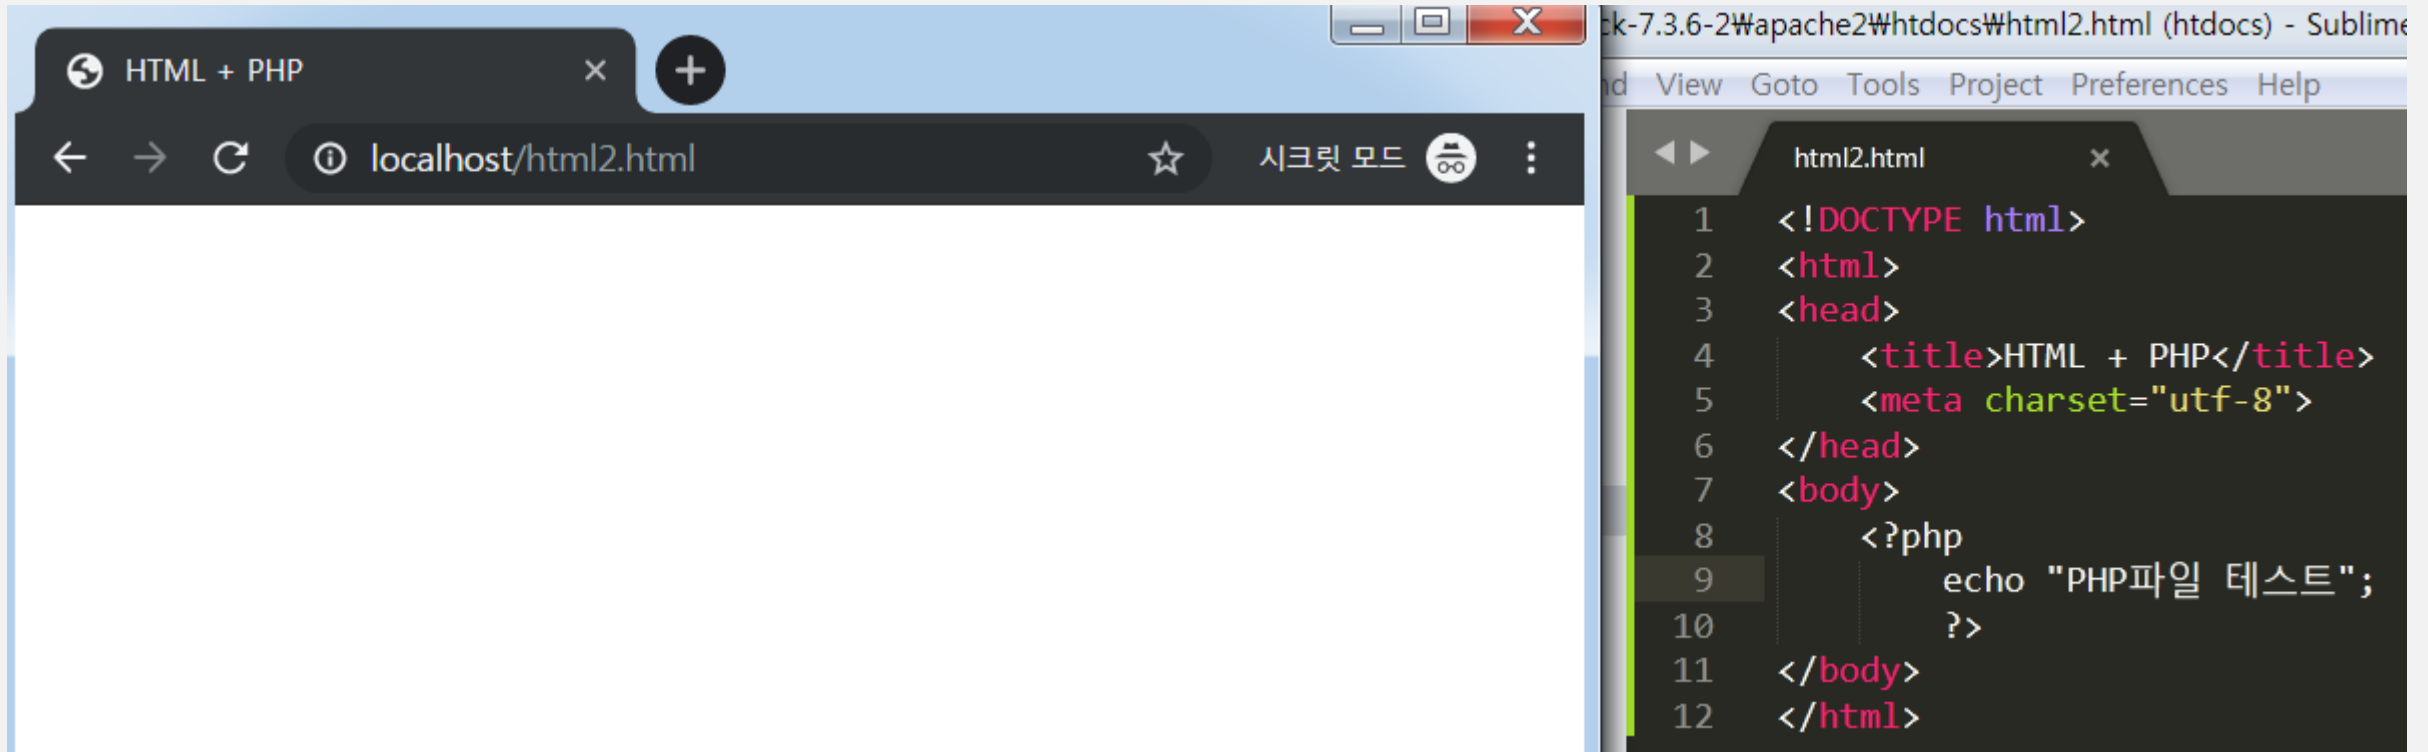 HTML + PHP
localhost/html2.html
시크릿 모드
ck-7.3.6-2₩apache2₩htdocs₩html2.html (htdocs) - Sublime
nd View Goto Tools Project Preferences Help
html2.html
1 <!DOCTYPE html>
2 <html>
3 <head>
4 <title>HTML + PHP</title>
5 <meta charset="utf-8">
6 </head>
7 <body>
8 <?php
9 echo "PHP파일 테스트";
10 ?>
11 </body>
12 </html>